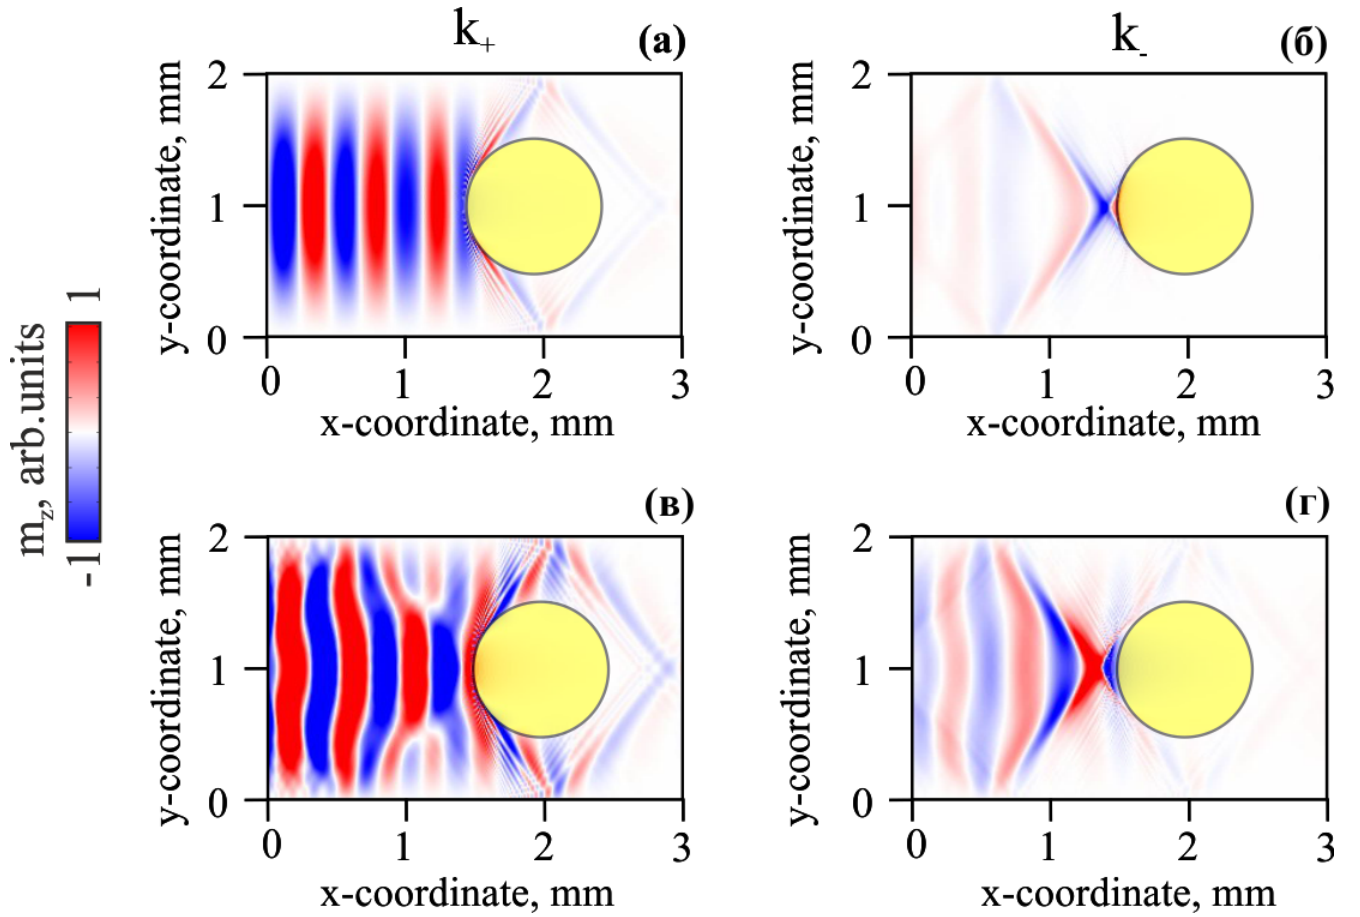 k+
(а)
k-
(б)
y-coordinate, mm
2
1
0
0
1
2
3
x-coordinate, mm
y-coordinate, mm
2
1
0
0
1
2
3
x-coordinate, mm
mz, arb.units
1
-1
(в)
(г)
y-coordinate, mm
2
1
0
0
1
2
3
x-coordinate, mm
y-coordinate, mm
2
1
0
0
1
2
3
x-coordinate, mm